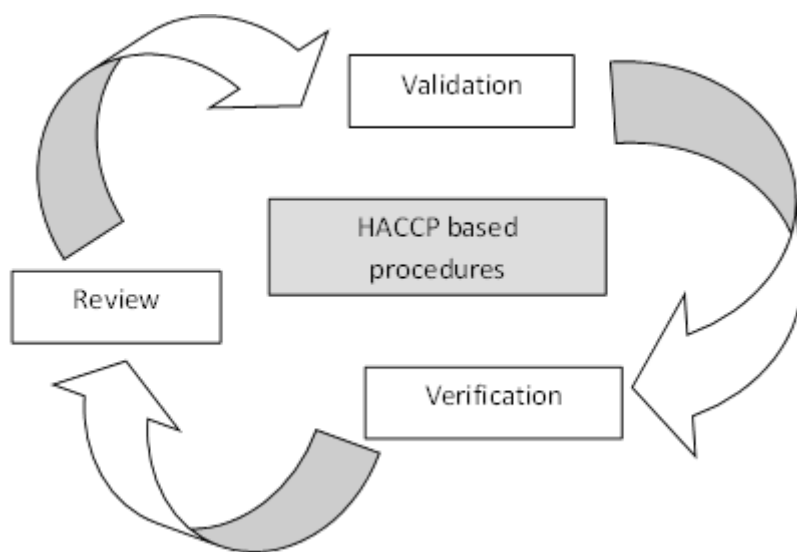 Validation
HACCP based
procedures
Review
Verification